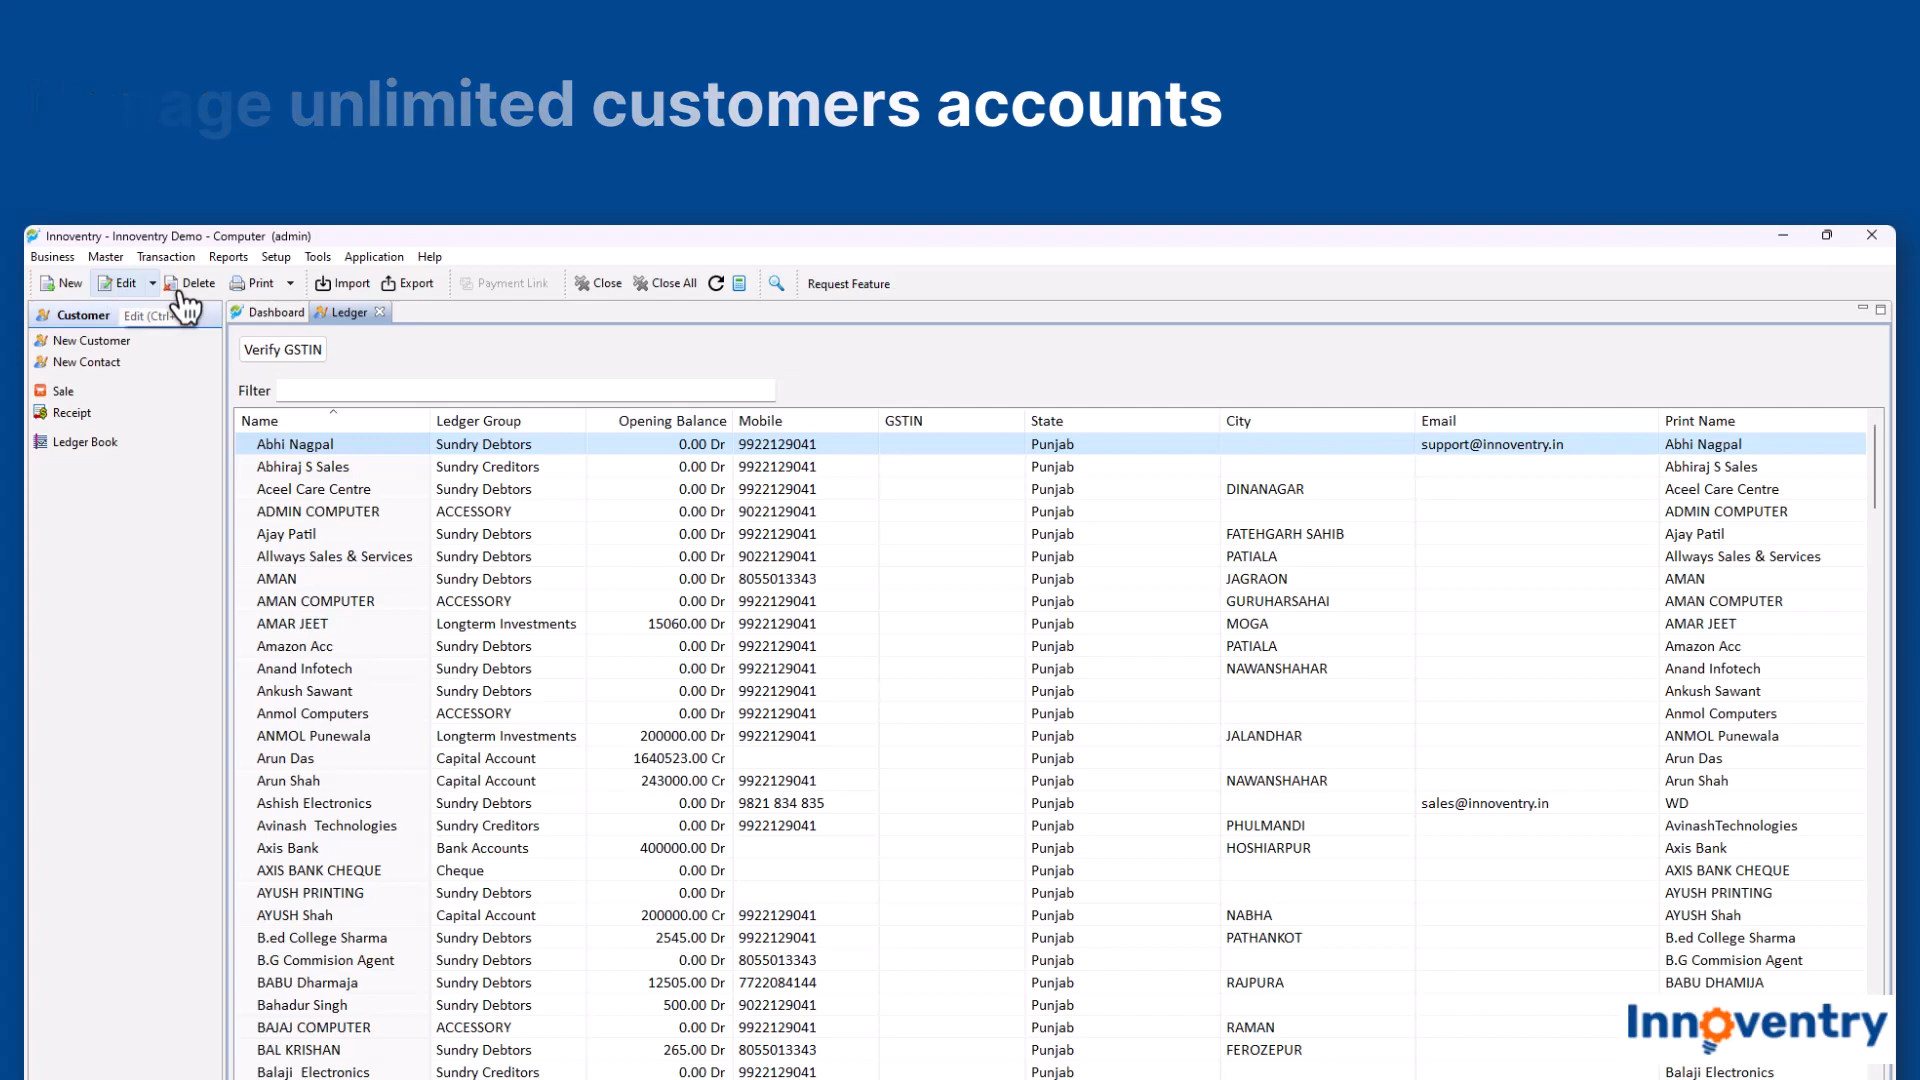 nage unlimited customers accounts
Innoventry - Innoventry Demo - Computer (admin)
Business Master Transaction Reports Setup Tools Application Help
New Edit Delete Print Import Export Payment Link Close Close All Request Feature
Customer Edit (Ctrl+ Dashboard Ledger
New Customer
New Contact
Sale
Receipt
Ledger Book
Verify GSTIN
Filter
Name Ledger Group Opening Balance Mobile GSTIN State City Email Print Name
Abhi Nagpal Sundry Debtors 0.00 Dr 9922129041 Punjab support@innoventry.in Abhi Nagpal
Abhiraj S Sales Sundry Creditors 0.00 Dr 9922129041 Punjab Abhiraj S Sales
Aceel Care Centre Sundry Debtors 0.00 Dr 9922129041 Punjab DINANAGAR Aceel Care Centre
ADMIN COMPUTER ACCESSORY 0.00 Dr 9022129041 Punjab ADMIN COMPUTER
Ajay Patil Sundry Debtors 0.00 Dr 9922129041 Punjab FATEHGARH SAHIB Ajay Patil
Allways Sales & Services Sundry Debtors 0.00 Dr 9022129041 Punjab PATIALA Allways Sales & Services
AMAN Sundry Debtors 0.00 Dr 8055013343 Punjab JAGRAON AMAN
AMAN COMPUTER ACCESSORY 0.00 Dr 9922129041 Punjab GURUHARSAHAI AMAN COMPUTER
AMAR JEET Longterm Investments 15060.00 Dr 9922129041 Punjab MOGA AMAR JEET
Amazon Acc Sundry Debtors 0.00 Dr 9922129041 Punjab PATIALA Amazon Acc
Anand Infotech Sundry Debtors 0.00 Dr 9922129041 Punjab NAWANSHAHAR Anand Infotech
Ankush Sawant Sundry Debtors 0.00 Dr 9922129041 Punjab Ankush Sawant
Anmol Computers ACCESSORY 0.00 Dr 9922129041 Punjab Anmol Computers
ANMOL Punewala Longterm Investments 200000.00 Dr 9922129041 Punjab JALANDHAR ANMOL Punewala
Arun Das Capital Account 1640523.00 Cr Punjab Arun Das
Arun Shah Capital Account 243000.00 Cr 9922129041 Punjab NAWANSHAHAR Arun Shah
Ashish Electronics Sundry Debtors 0.00 Dr 9821 834 835 Punjab sales@innoventry.in WD
Avinash Technologies Sundry Creditors 0.00 Dr 9922129041 Punjab PHULMANDI AvinashTechnologies
Axis Bank Bank Accounts 400000.00 Dr Punjab HOSHIARPUR Axis Bank
AXIS BANK CHEQUE Cheque 0.00 Dr Punjab AXIS BANK CHEQUE
AYUSH PRINTING Sundry Debtors 0.00 Dr Punjab AYUSH PRINTING
AYUSH Shah Capital Account 200000.00 Cr 9922129041 Punjab NABHA AYUSH Shah
B.ed College Sharma Sundry Debtors 2545.00 Dr 9922129041 Punjab PATHANKOT B.ed College Sharma
B.G Commision Agent Sundry Debtors 0.00 Dr 8055013343 Punjab B.G Commision Agent
BABU Dharmaja Sundry Debtors 12505.00 Dr 7722084144 Punjab RAJPURA BABU DHAMIJA
Bahadur Singh Sundry Debtors 500.00 Dr 9022129041 Punjab
BAJAJ COMPUTER ACCESSORY 0.00 Dr 9922129041 Punjab RAMAN
BAL KRISHAN Sundry Debtors 265.00 Dr 8055013343 Punjab FEROZEPUR
Balaji Electronics Sundry Creditors 0.00 Dr 9922129041 Punjab Balaji Electronics
Innoventry